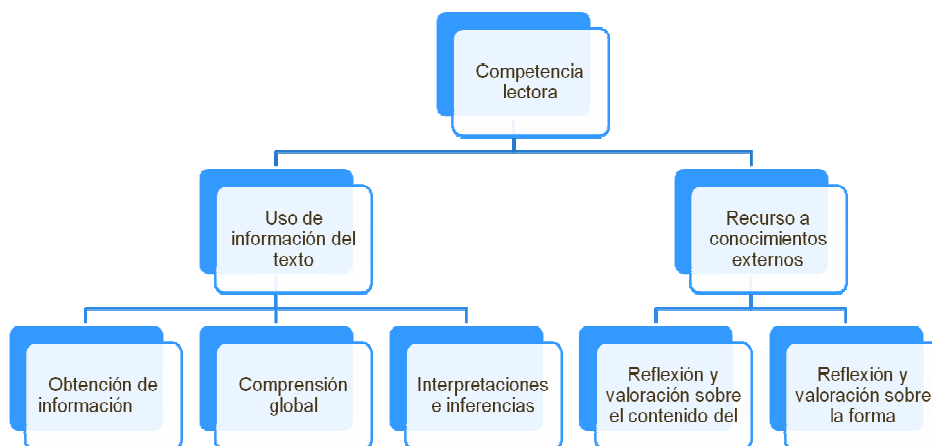 Competencia
lectora
Uso de
información del
texto
Recurso a
conocimientos
externos
Obtención de
información
Comprensión
global
Interpretaciones
e inferencias
Reflexión y
valoración sobre
el contenido del
Reflexión y
valoración sobre
la forma